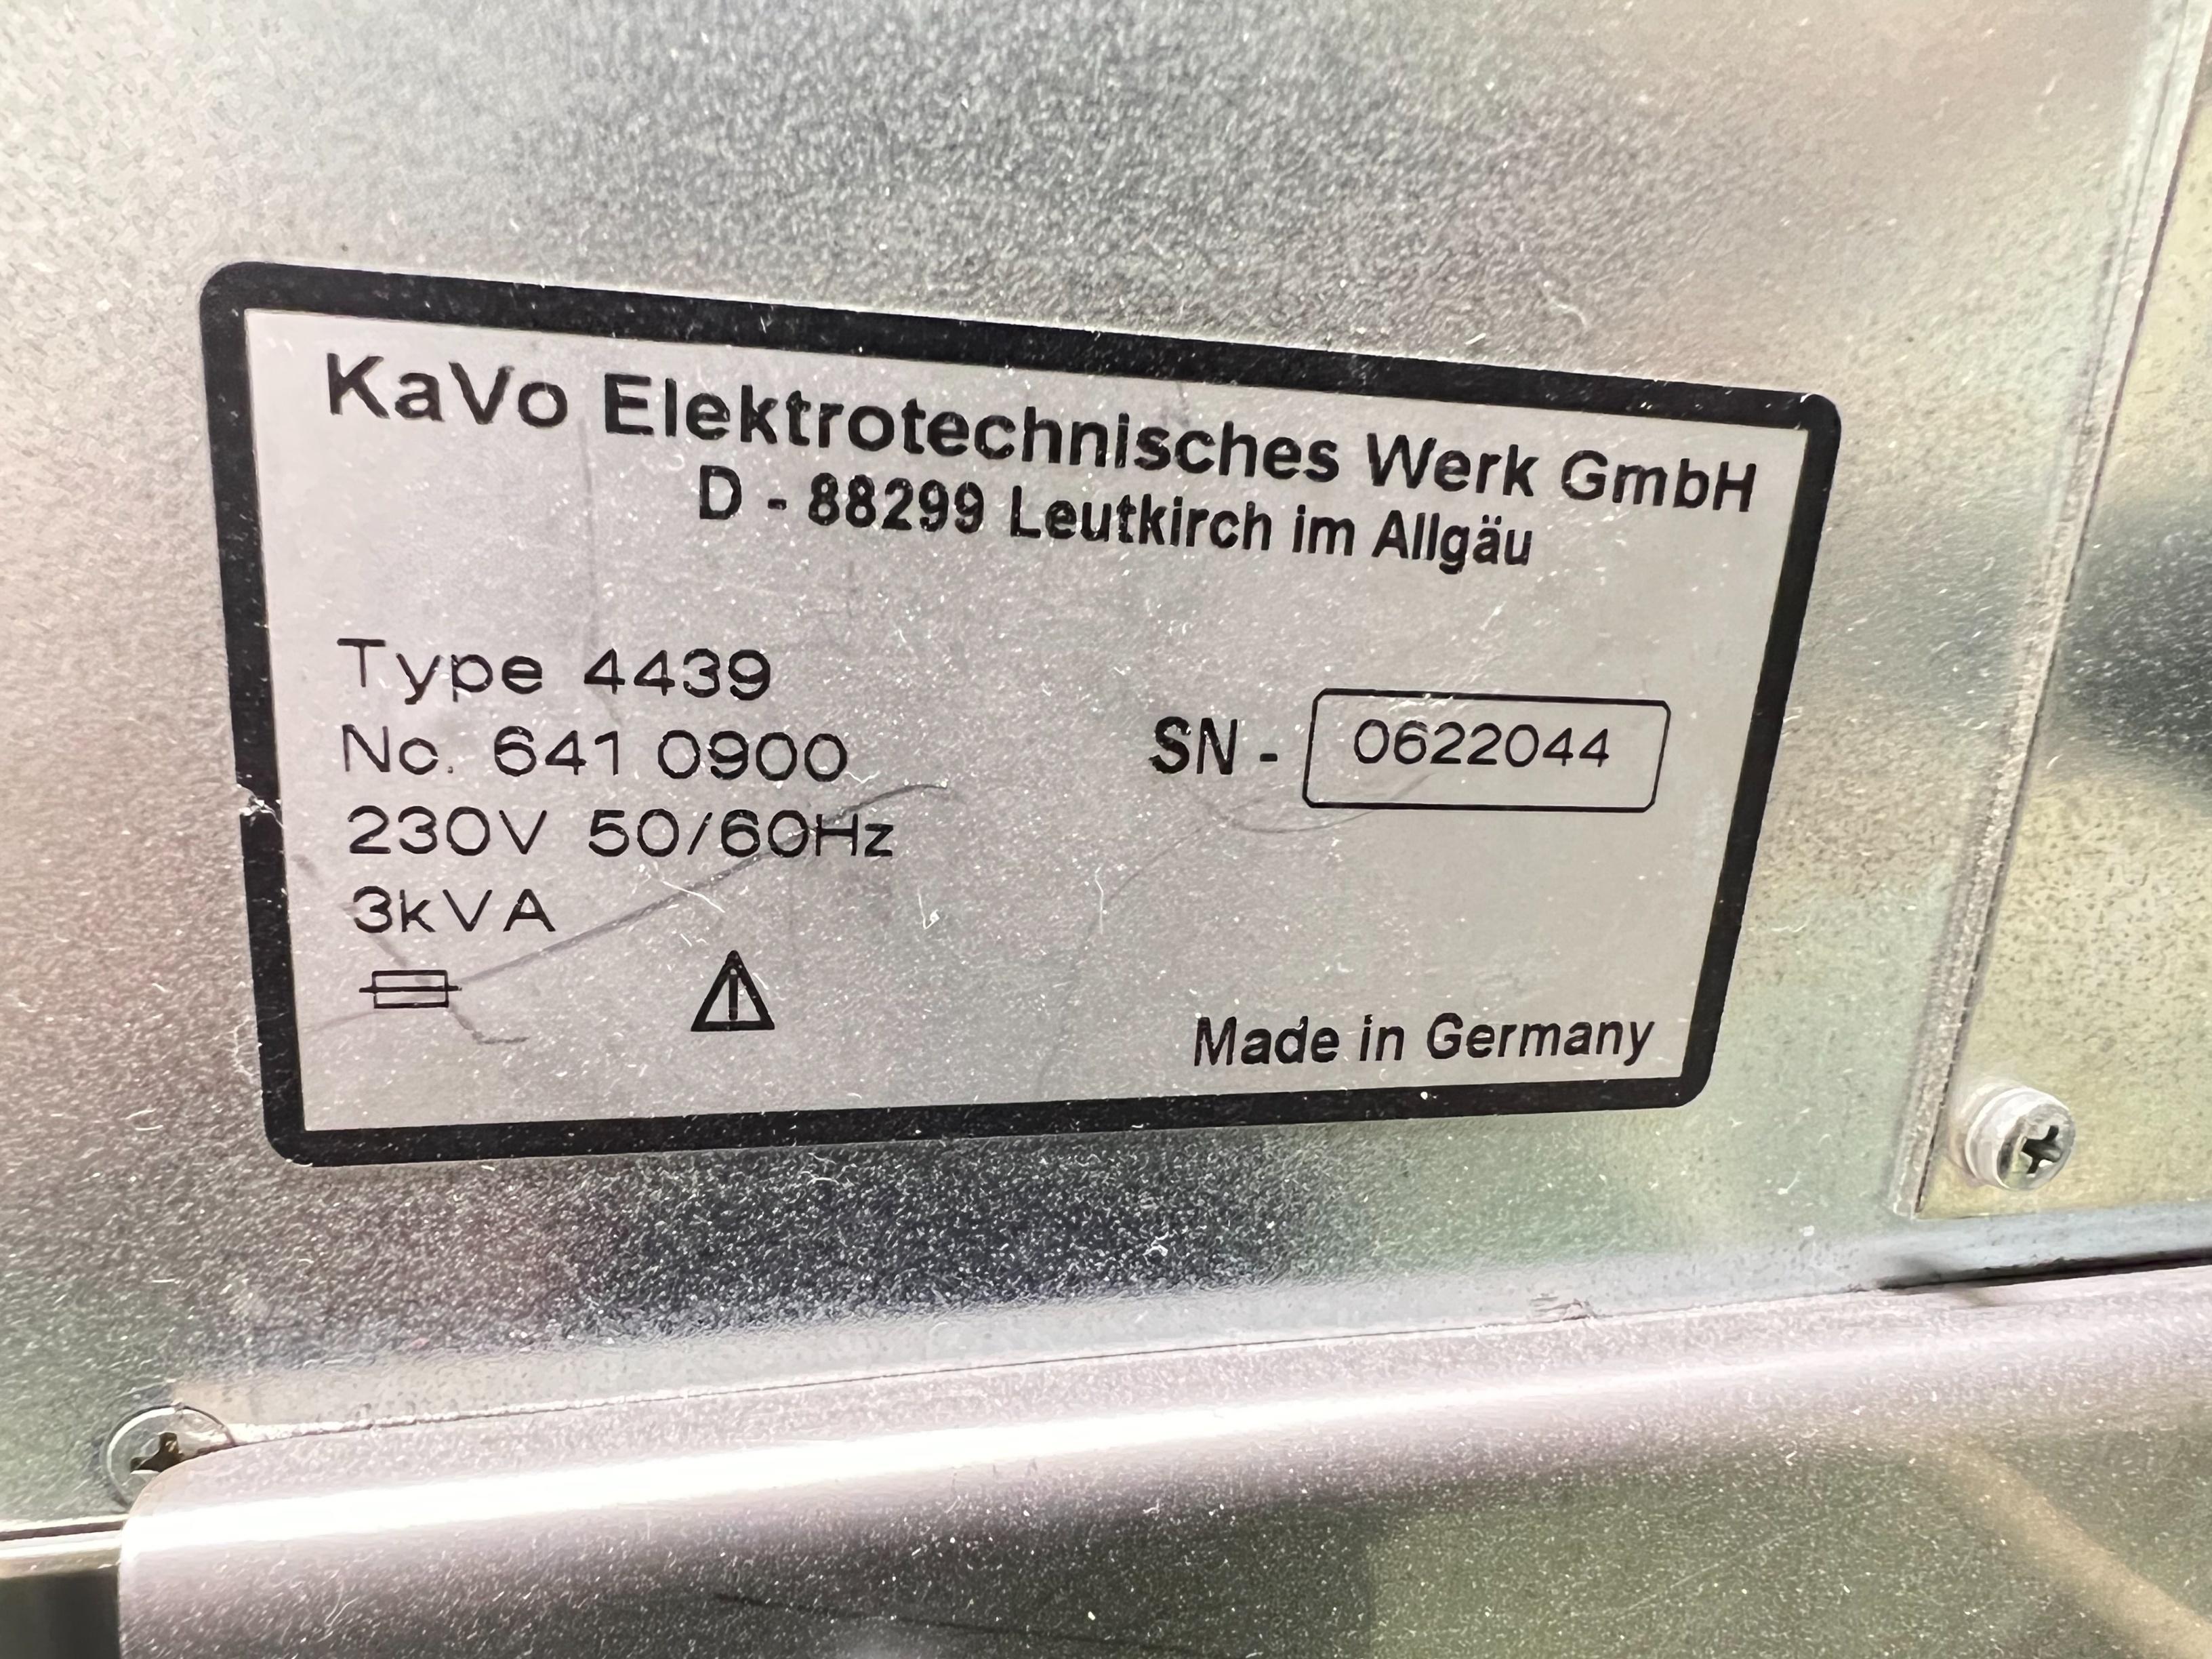 KaVo Elektrotechnisches Werk GmbH
D - 88299 Leutkirch im Allgäu
Type 4439
No. 641 0900
SN - 0622044
230V 50/60Hz
3kVA
Made in Germany